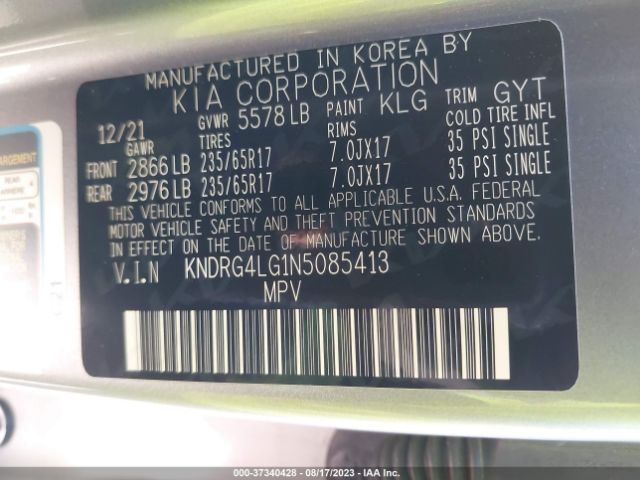 MANUFACTURED IN KOREA BY
KIA CORPORATION
12/21 GVWR 5578 LB PAINT KLG TRIM GYT
GAWR TIRES RIMS COLD TIRE INFL
FRONT 2866 LB 235/65R17 7.0JX17 35 PSI SINGLE
REAR 2976 LB 235/65R17 7.0JX17 35 PSI SINGLE
THIS VEHICLE CONFORMS TO ALL APPLICABLE U.S.A. FEDERAL
MOTOR VEHICLE SAFETY AND THEFT PREVENTION STANDARDS
IN EFFECT ON THE DATE OF MANUFACTURE SHOWN ABOVE.
V.I.N KNDRG4LG1N5085413
MPV
ARGEMENT
REAR
000-37340428 - 08/17/2023 - IAA Inc.